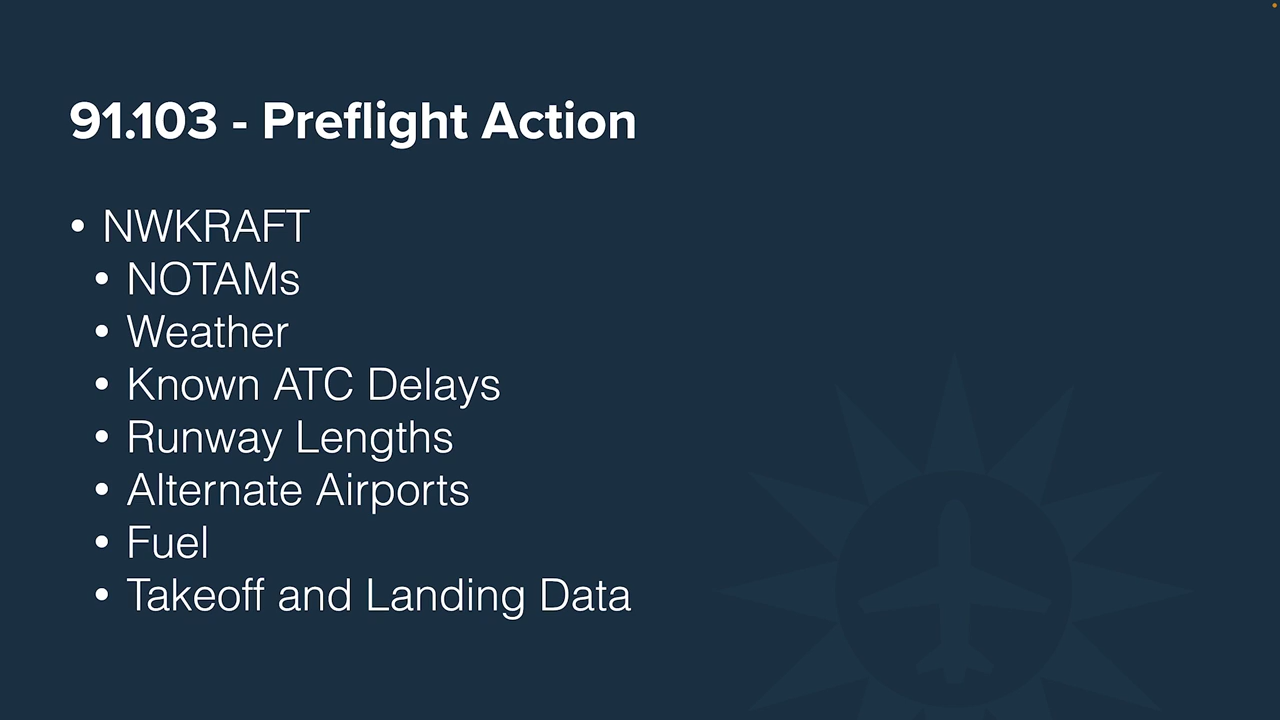 91.103 - Preflight Action
• NWKRAFT
• NOTAMs
• Weather
• Known ATC Delays
• Runway Lengths
• Alternate Airports
• Fuel
• Takeoff and Landing Data